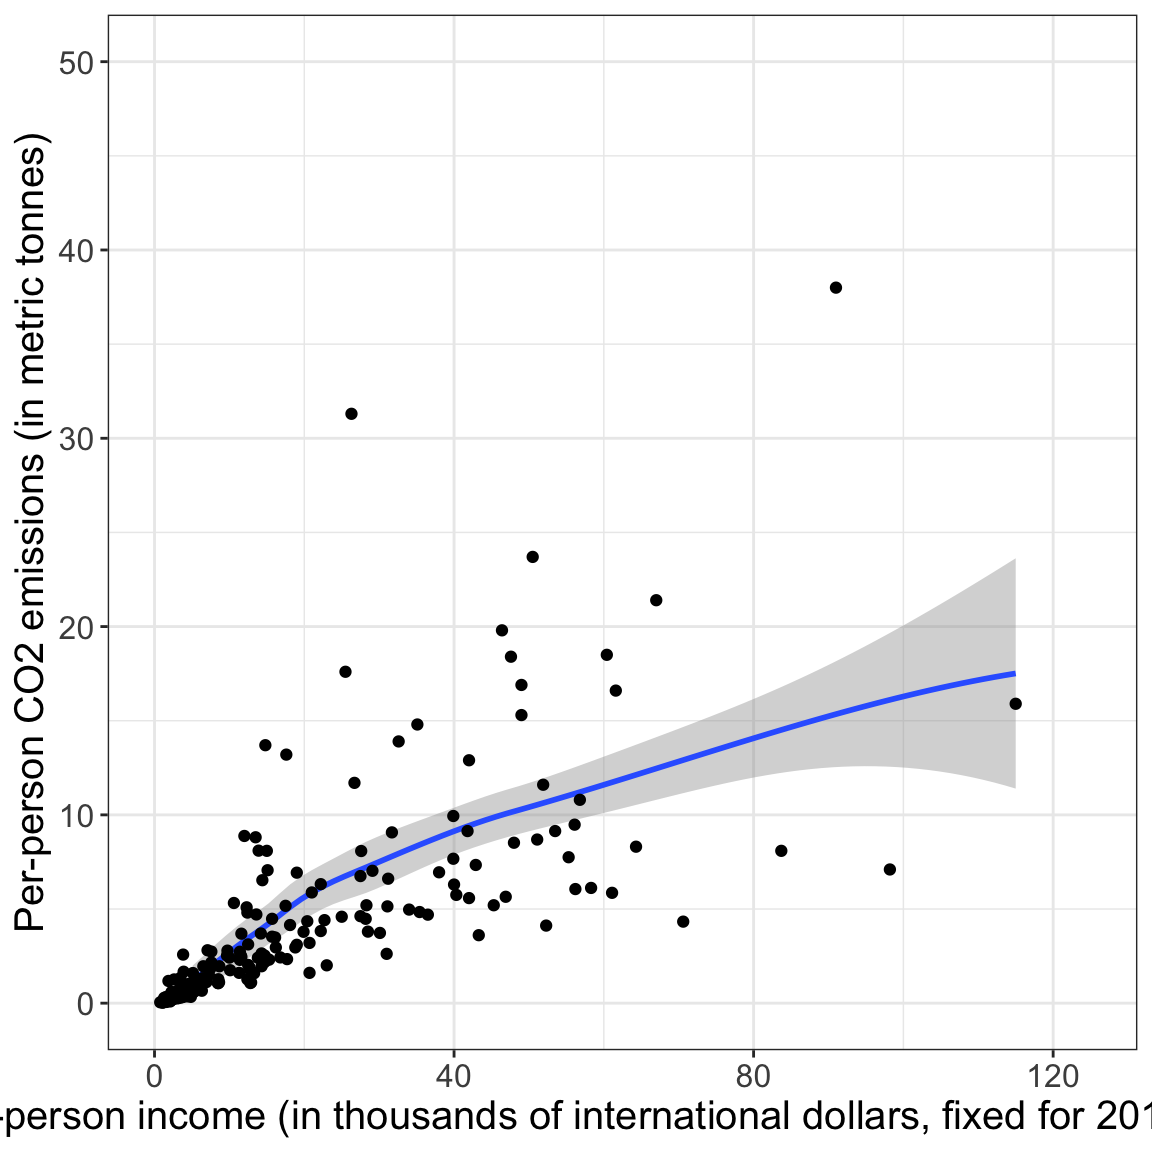 Per-person CO2 emissions (in metric tonnes)
50
40
30
20
10
0
0 40 80 120
-person income (in thousands of international dollars, fixed for 201